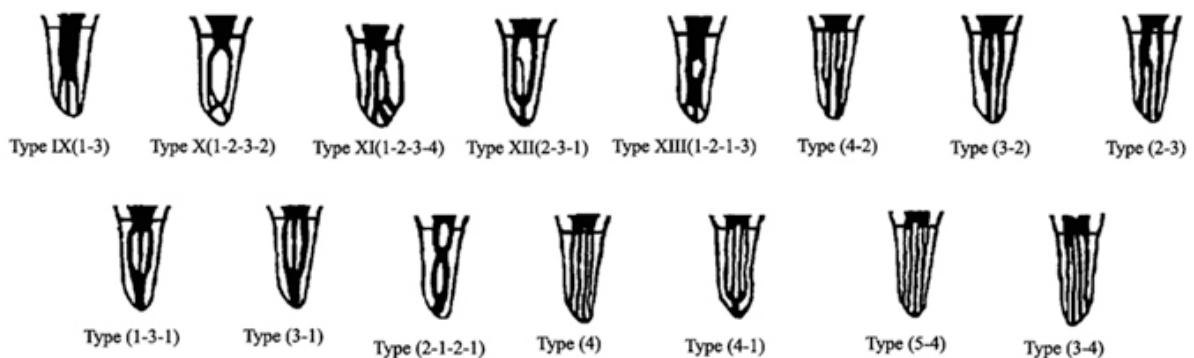 Type IX(1-3) Type X(1-2-3-2) Type XI(1-2-3-4) Type XII(2-3-1) Type XIII(1-2-1-3) Type (4-2) Type (3-2) Type (2-3)
Type (1-3-1) Type (3-1) Type (2-1-2-1) Type (4) Type (4-1) Type (5-4) Type (3-4)